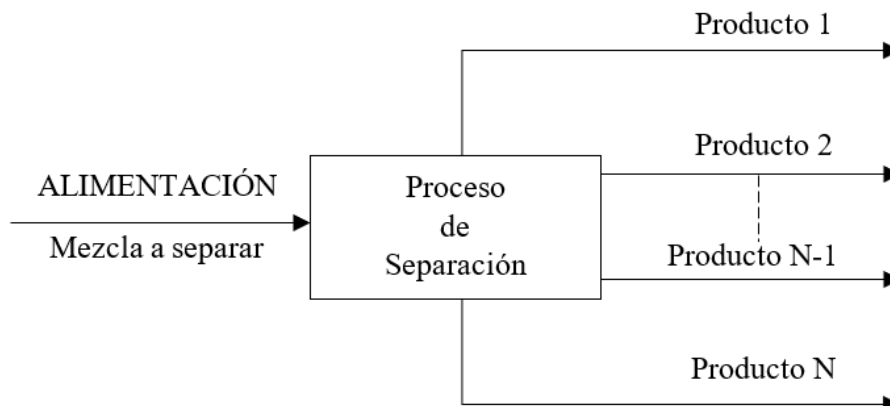 Producto 1
Producto 2
ALIMENTACIÓN
Mezcla a separar
Proceso
de
Separación
Producto N-1
Producto N